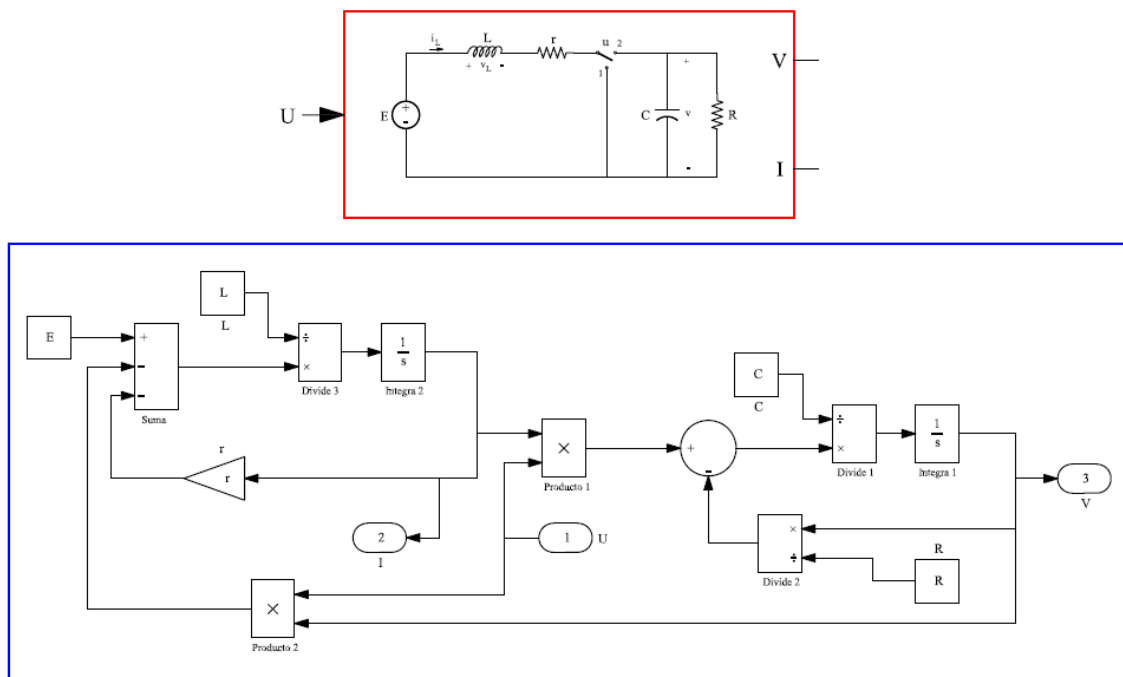 i_L
L
r
u 2
V
+ v_L -
1
+
U
E + -
C
v
R
-
I
L
L
E
+
-
-
Suma
÷
×
Divide 3
1
s
Integra 2
C
C
÷
×
Divide 1
1
s
Integra 1
r
r
×
Producto 1
+
-
3
V
2
I
1
U
×
÷
Divide 2
R
R
×
Producto 2